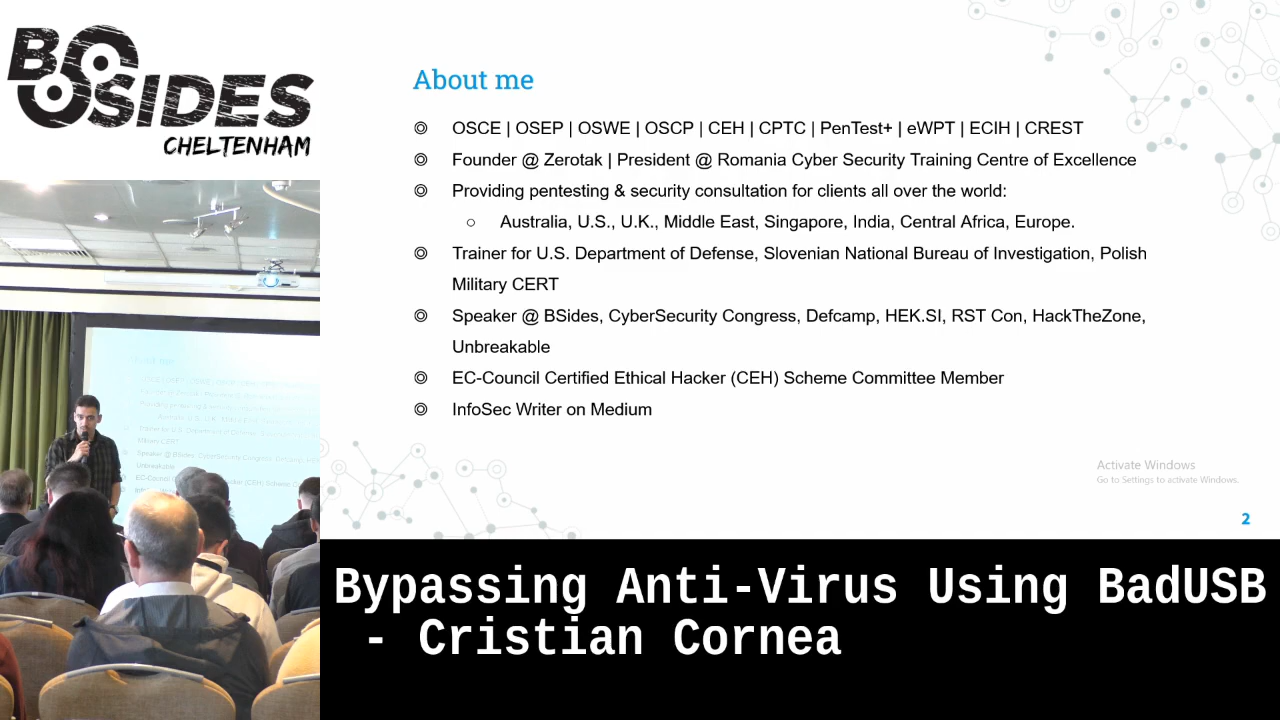 BSIDES
CHELTENHAM
About me
OSCE | OSEP | OSWE | OSCP | CEH | CPTC | PenTest+ | eWPT | ECIH | CREST
Founder @ Zerotak | President @ Romania Cyber Security Training Centre of Excellence
Providing pentesting & security consultation for clients all over the world:
Australia, U.S., U.K., Middle East, Singapore, India, Central Africa, Europe.
Trainer for U.S. Department of Defense, Slovenian National Bureau of Investigation, Polish
Military CERT
Speaker @ BSides, CyberSecurity Congress, Defcamp, HEK.SI, RST Con, HackTheZone,
Unbreakable
EC-Council Certified Ethical Hacker (CEH) Scheme Committee Member
InfoSec Writer on Medium
Activate Windows
Go to Settings to activate Windows.
2
Bypassing Anti-Virus Using BadUSB
- Cristian Cornea